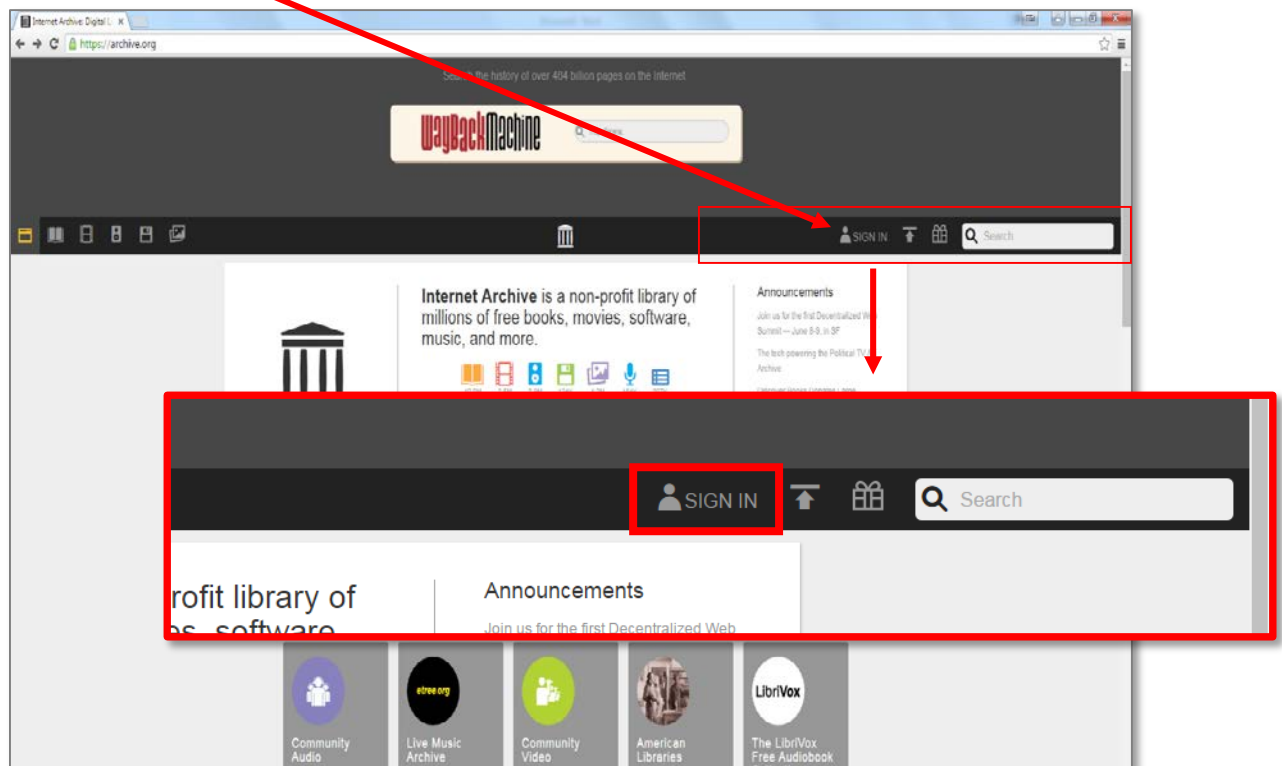 Internet Archive: Digital L
https://archive.org
Search the history of over 484 billion pages on the Internet
WayBackMachine
SIGN IN
Search
Internet Archive is a non-profit library of
millions of free books, movies, software,
music, and more.
Announcements
Join us for the first Decentralized Web
Summit — June 8-9, in SF
The tech powering the Political TV
Archive
SIGN IN
Search
rofit library of
es, software
Announcements
Join us for the first Decentralized Web
Community
Audio
etree.org
Live Music
Archive
Community
Video
American
Libraries
LibriVox
The LibriVox
Free Audiobook